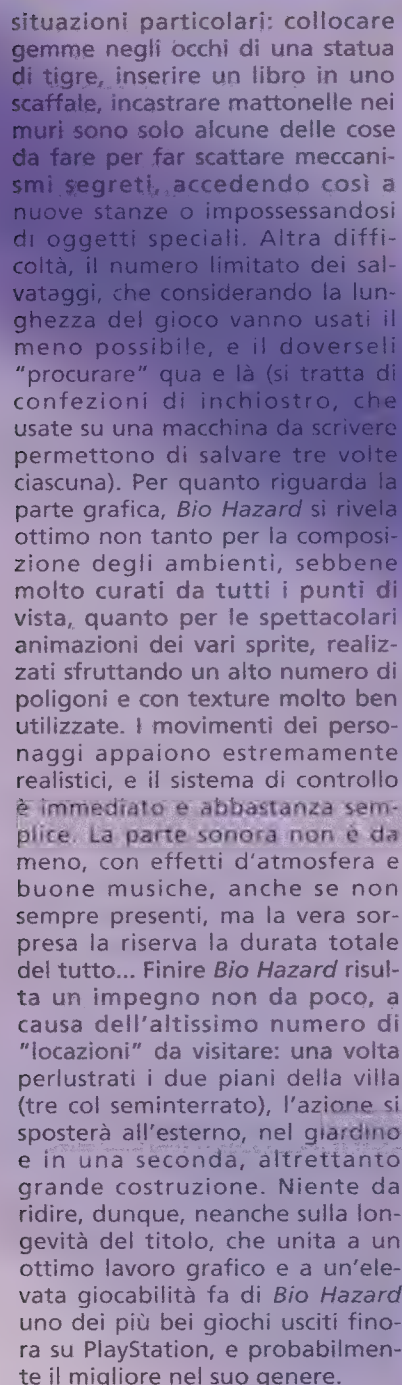 situazioni particolari: collocare
gemme negli occhi di una statua
di tigre, inserire un libro in uno
scaffale, incastrare mattonelle nei
muri sono solo alcune delle cose
da fare per far scattare meccani-
smi segreti, accedendo così a
nuove stanze o impossessandosi
di oggetti speciali. Altra diffi-
coltà, il numero limitato dei sal-
vataggi, che considerando la lun-
ghezza del gioco vanno usati il
meno possibile, e il doverseli
"procurare" qua e là (si tratta di
confezioni di inchiostro, che
usate su una macchina da scrivere
permettono di salvare tre volte
ciascuna). Per quanto riguarda la
parte grafica, Bio Hazard si rivela
ottimo non tanto per la composi-
zione degli ambienti, sebbene
molto curati da tutti i punti di
vista, quanto per le spettacolari
animazioni dei vari sprite, realiz-
zati sfruttando un alto numero di
poligoni e con texture molto ben
utilizzate. I movimenti dei perso-
naggi appaiono estremamente
realistici, e il sistema di controllo
è immediato e abbastanza sem-
plice. La parte sonora non è da
meno, con effetti d'atmosfera e
buone musiche, anche se non
sempre presenti, ma la vera sor-
presa la riserva la durata totale
del tutto... Finire Bio Hazard risul-
ta un impegno non da poco, a
causa dell'altissimo numero di
"locazioni" da visitare: una volta
perlustrati i due piani della villa
(tre col seminterrato), l'azione si
sposterà all'esterno, nel giardino
e in una seconda, altrettanto
grande costruzione. Niente da
ridire, dunque, neanche sulla lon-
gevità del titolo, che unita a un
ottimo lavoro grafico e a un'ele-
vata giocabilità fa di Bio Hazard
uno dei più bei giochi usciti fino-
ra su PlayStation, e probabilmen-
te il migliore nel suo genere.